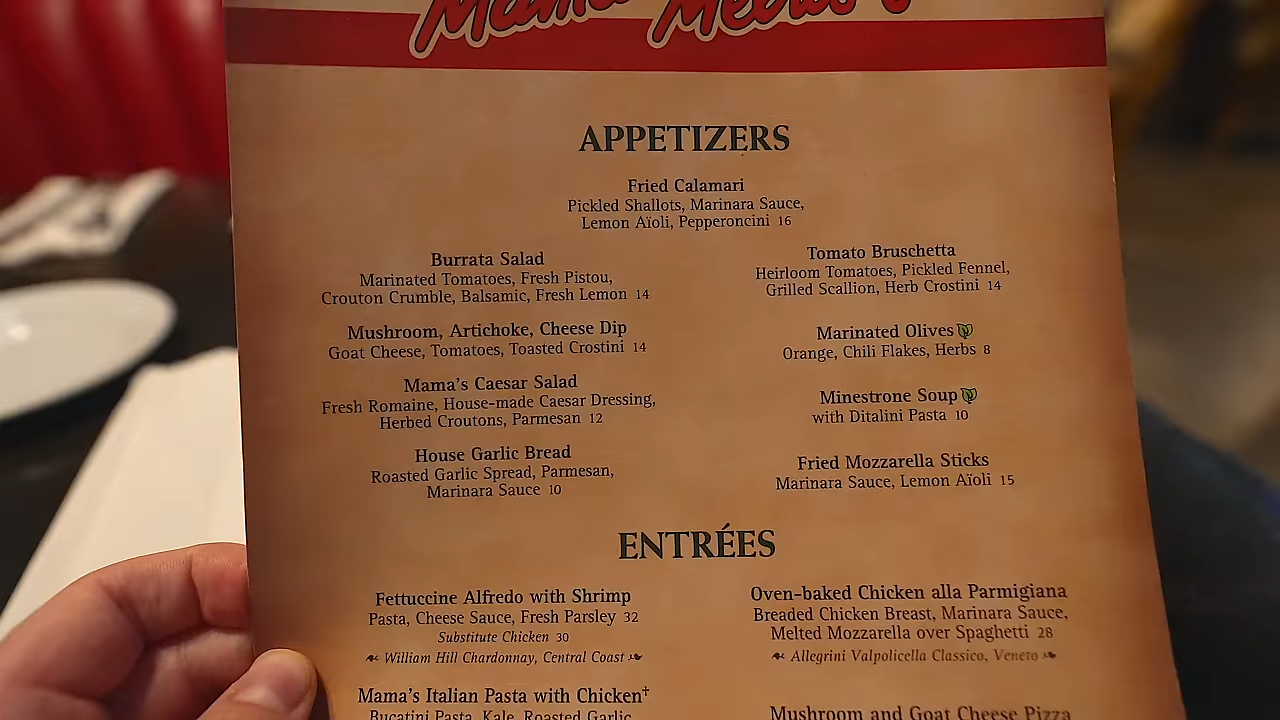 APPETIZERS
Fried Calamari
Pickled Shallots, Marinara Sauce,
Lemon Aïoli, Pepperoncini 16
Burrata Salad
Marinated Tomatoes, Fresh Pistou,
Crouton Crumble, Balsamic, Fresh Lemon 14
Mushroom, Artichoke, Cheese Dip
Goat Cheese, Tomatoes, Toasted Crostini 14
Mama's Caesar Salad
Fresh Romaine, House-made Caesar Dressing,
Herbed Croutons, Parmesan 12
House Garlic Bread
Roasted Garlic Spread, Parmesan,
Marinara Sauce 10
Tomato Bruschetta
Heirloom Tomatoes, Pickled Fennel,
Grilled Scallion, Herb Crostini 14
Marinated Olives
Orange, Chili Flakes, Herbs 8
Minestrone Soup
with Ditalini Pasta 10
Fried Mozzarella Sticks
Marinara Sauce, Lemon Aïoli 15
ENTRÉES
Fettuccine Alfredo with Shrimp
Pasta, Cheese Sauce, Fresh Parsley 32
Substitute Chicken 30
William Hill Chardonnay, Central Coast
Mama's Italian Pasta with Chicken†
Bucatini Pasta, Kale, Roasted Garlic,
Oven-baked Chicken alla Parmigiana
Breaded Chicken Breast, Marinara Sauce,
Melted Mozzarella over Spaghetti 28
Allegrini Valpolicella Classico, Veneto
Mushroom and Goat Cheese Pizza